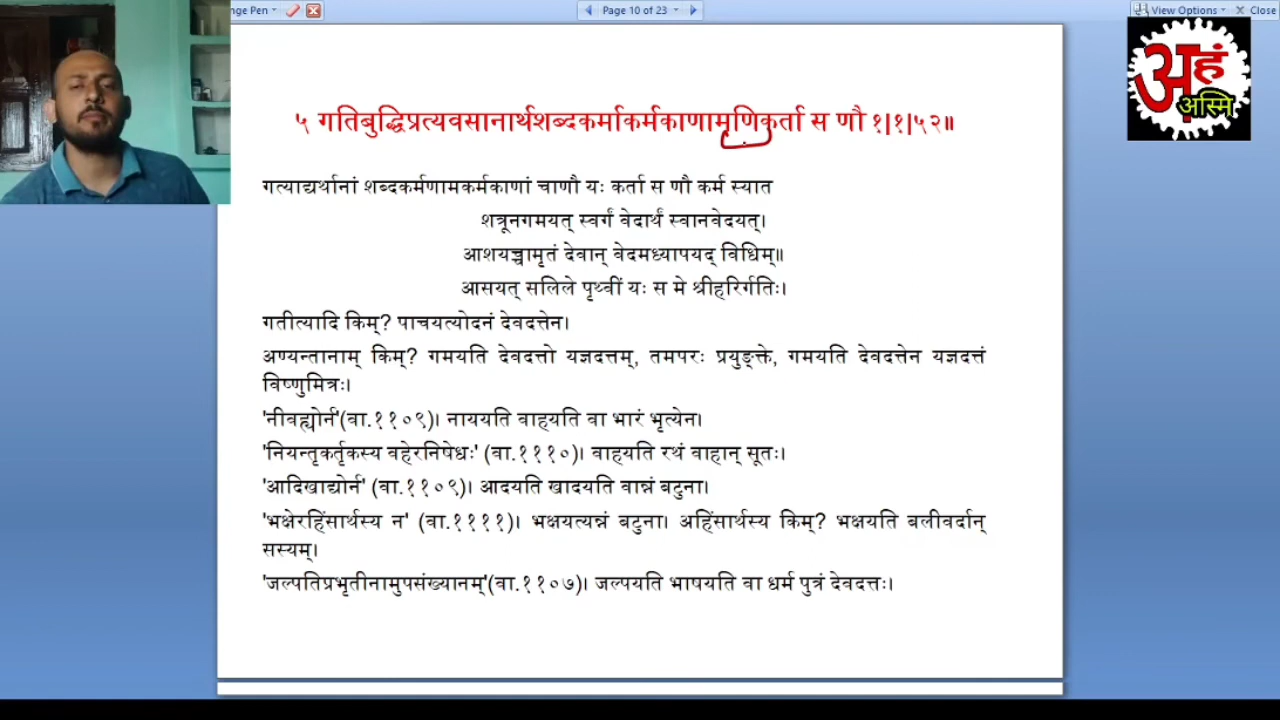 nge Pen
Page 10 of 23
View Options
Close
अहं
अस्मि
५ गतिबुद्धिप्रत्यवसानार्थशब्दकर्माकर्मकाणामृणिकर्ता स णौ १|१|५२॥
गत्याद्यर्थानां शब्दकर्मणामकर्मकाणां चाणौ यः कर्ता स णौ कर्म स्यात
शत्रूनगमयत् स्वर्गं वेदार्थं स्वानवेदयत्।
आशयच्चामृतं देवान् वेदमध्यापयद् विधिम्॥
आसयत् सलिले पृथ्वीं यः स मे श्रीहरिर्गतिः।
गतीत्यादि किम्? पाचयत्योदनं देवदत्तेन।
अण्यन्तानाम् किम्? गमयति देवदत्तो यज्ञदत्तम्, तमपरः प्रयुङ्क्ते, गमयति देवदत्तेन यज्ञदत्तं
विष्णुमित्रः।
'नीवह्योर्न'(वा.११०९)। नाययति वाहयति वा भारं भृत्येन।
'नियन्तृकर्तृकस्य वहेरनिषेधः' (वा.१११०)। वाहयति रथं वाहान् सूतः।
'आदिखाद्योर्न' (वा.११०९)। आदयति खादयति वान्नं बटुना।
'भक्षेरहिंसार्थस्य न' (वा.११११)। भक्षयत्यन्नं बटुना। अहिंसार्थस्य किम्? भक्षयति बलीवर्दान्
सस्यम्।
'जल्पतिप्रभृतीनामुपसंख्यानम्'(वा.११०७)। जल्पयति भाषयति वा धर्म पुत्रं देवदत्तः।